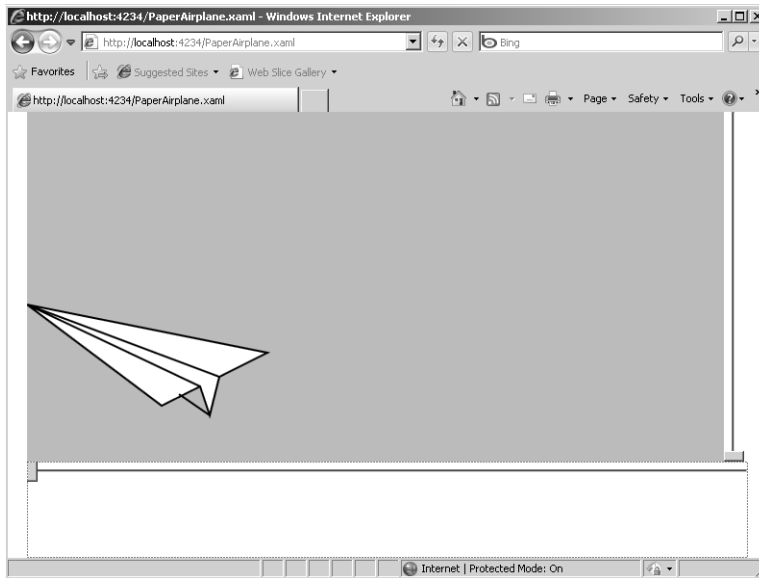 http://localhost:4234/PaperAirplane.xaml - Windows Internet Explorer
http://localhost:4234/PaperAirplane.xaml
Bing
Favorites
Suggested Sites
Web Slice Gallery
http://localhost:4234/PaperAirplane.xaml
Page
Safety
Tools
Internet | Protected Mode: On